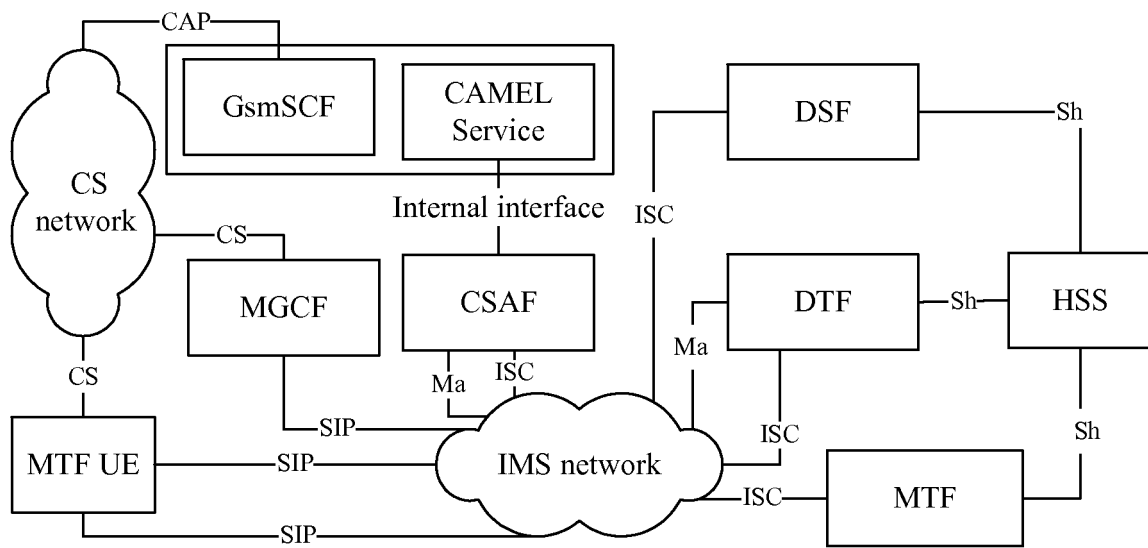 CAP
GsmSCF
CAMEL
Service
DSF
Sh
CS
network
Internal interface
ISC
CS
MGCF
CSAF
DTF
Sh
HSS
Ma
ISC
Ma
CS
SIP
ISC
Sh
MTF UE
SIP
IMS network
ISC
MTF
SIP